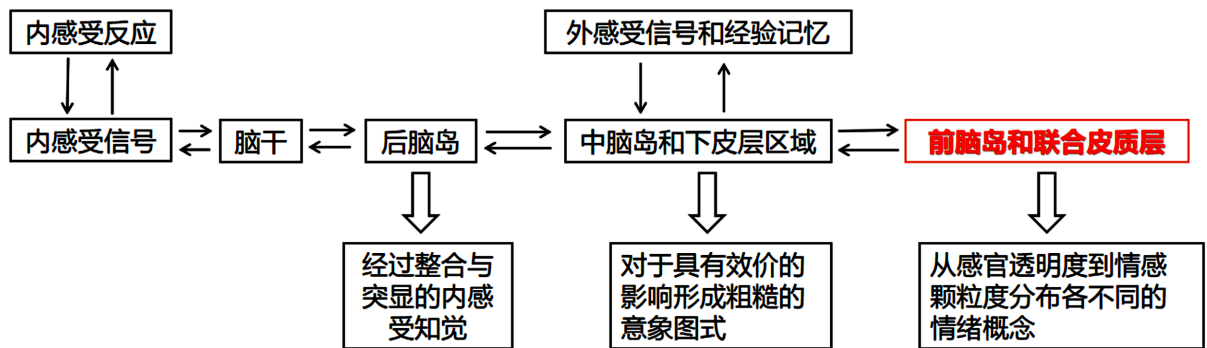 内感受反应
外感受信号和经验记忆
内感受信号
脑干
后脑岛
中脑岛和下皮层区域
前脑岛和联合皮质层
经过整合与
突显的内感
受知觉
对于具有效价的
影响形成粗糙的
意象图式
从感官透明度到情感
颗粒度分布各不同的
情绪概念